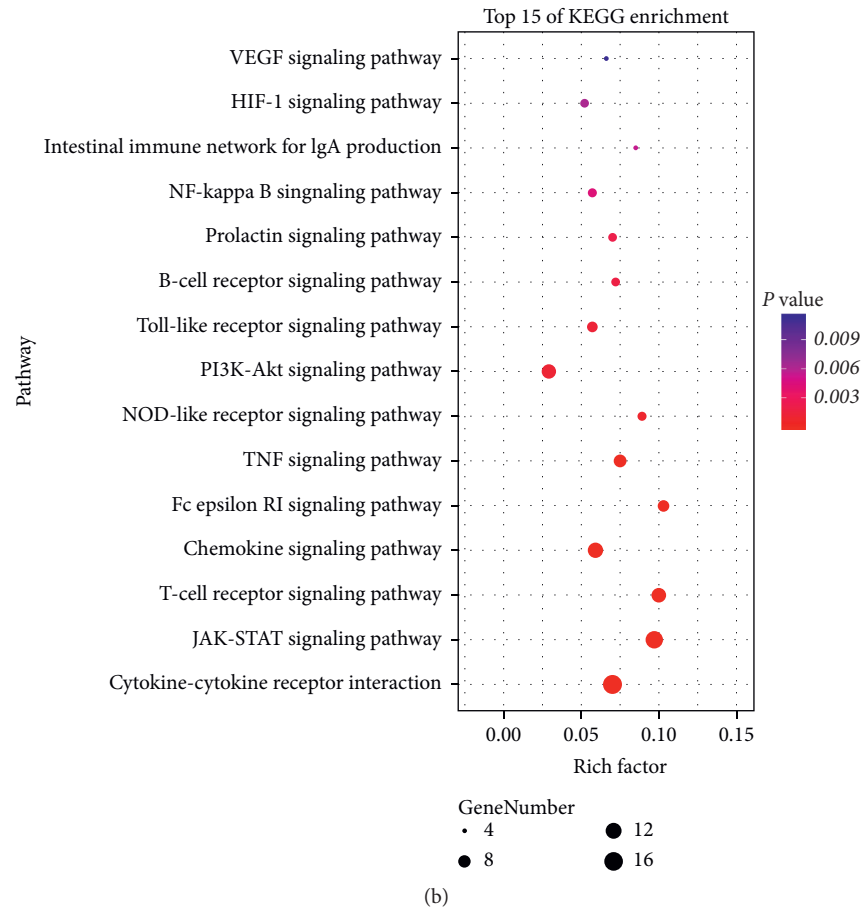 Top 15 of KEGG enrichment
VEGF signaling pathway
HIF-1 signaling pathway
Intestinal immune network for lgA production
NF-kappa B singnaling pathway
Prolactin signaling pathway
B-cell receptor signaling pathway
Toll-like receptor signaling pathway
PI3K-Akt signaling pathway
NOD-like receptor signaling pathway
TNF signaling pathway
Fc epsilon RI signaling pathway
Chemokine signaling pathway
T-cell receptor signaling pathway
JAK-STAT signaling pathway
Cytokine-cytokine receptor interaction
Pathway
0.00 0.05 0.10 0.15
Rich factor
P value
0.009
0.006
0.003
GeneNumber
4 12
8 16
(b)